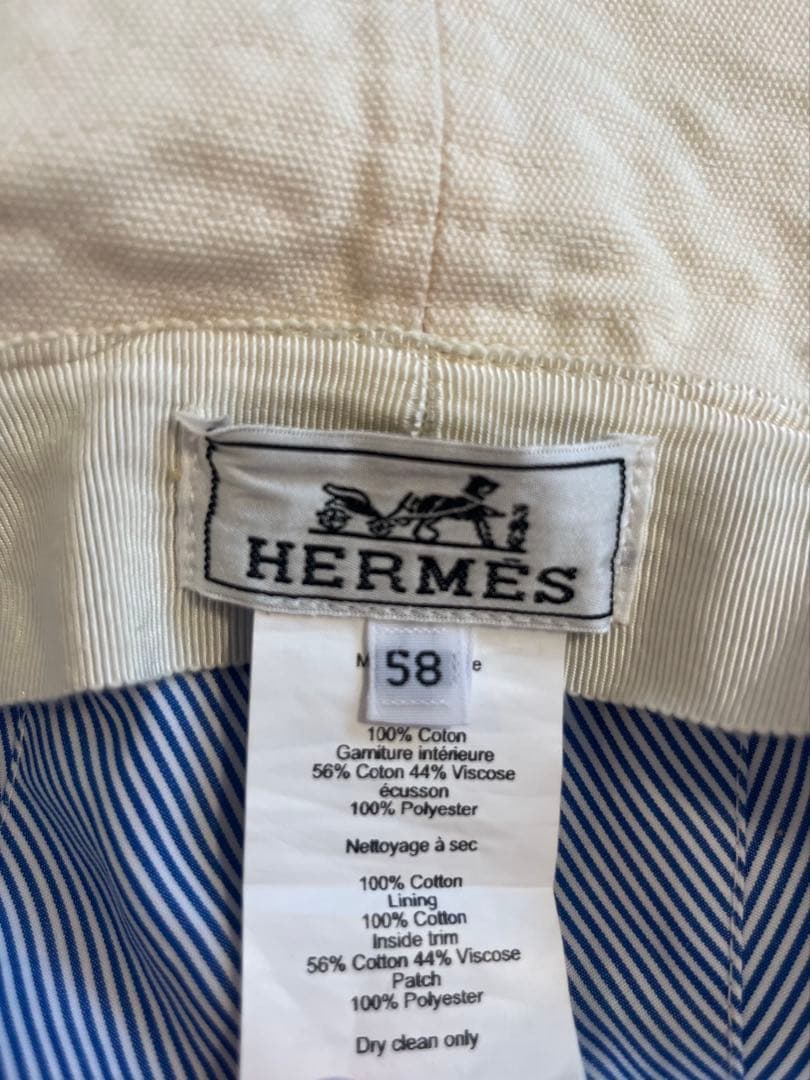 HERMÈS
58
100% Coton
Garniture intérieure
56% Coton 44% Viscose
écusson
100% Polyester
Nettoyage à sec
100% Cotton
Lining
100% Cotton
Inside trim
56% Cotton 44% Viscose
Patch
100% Polyester
Dry clean only